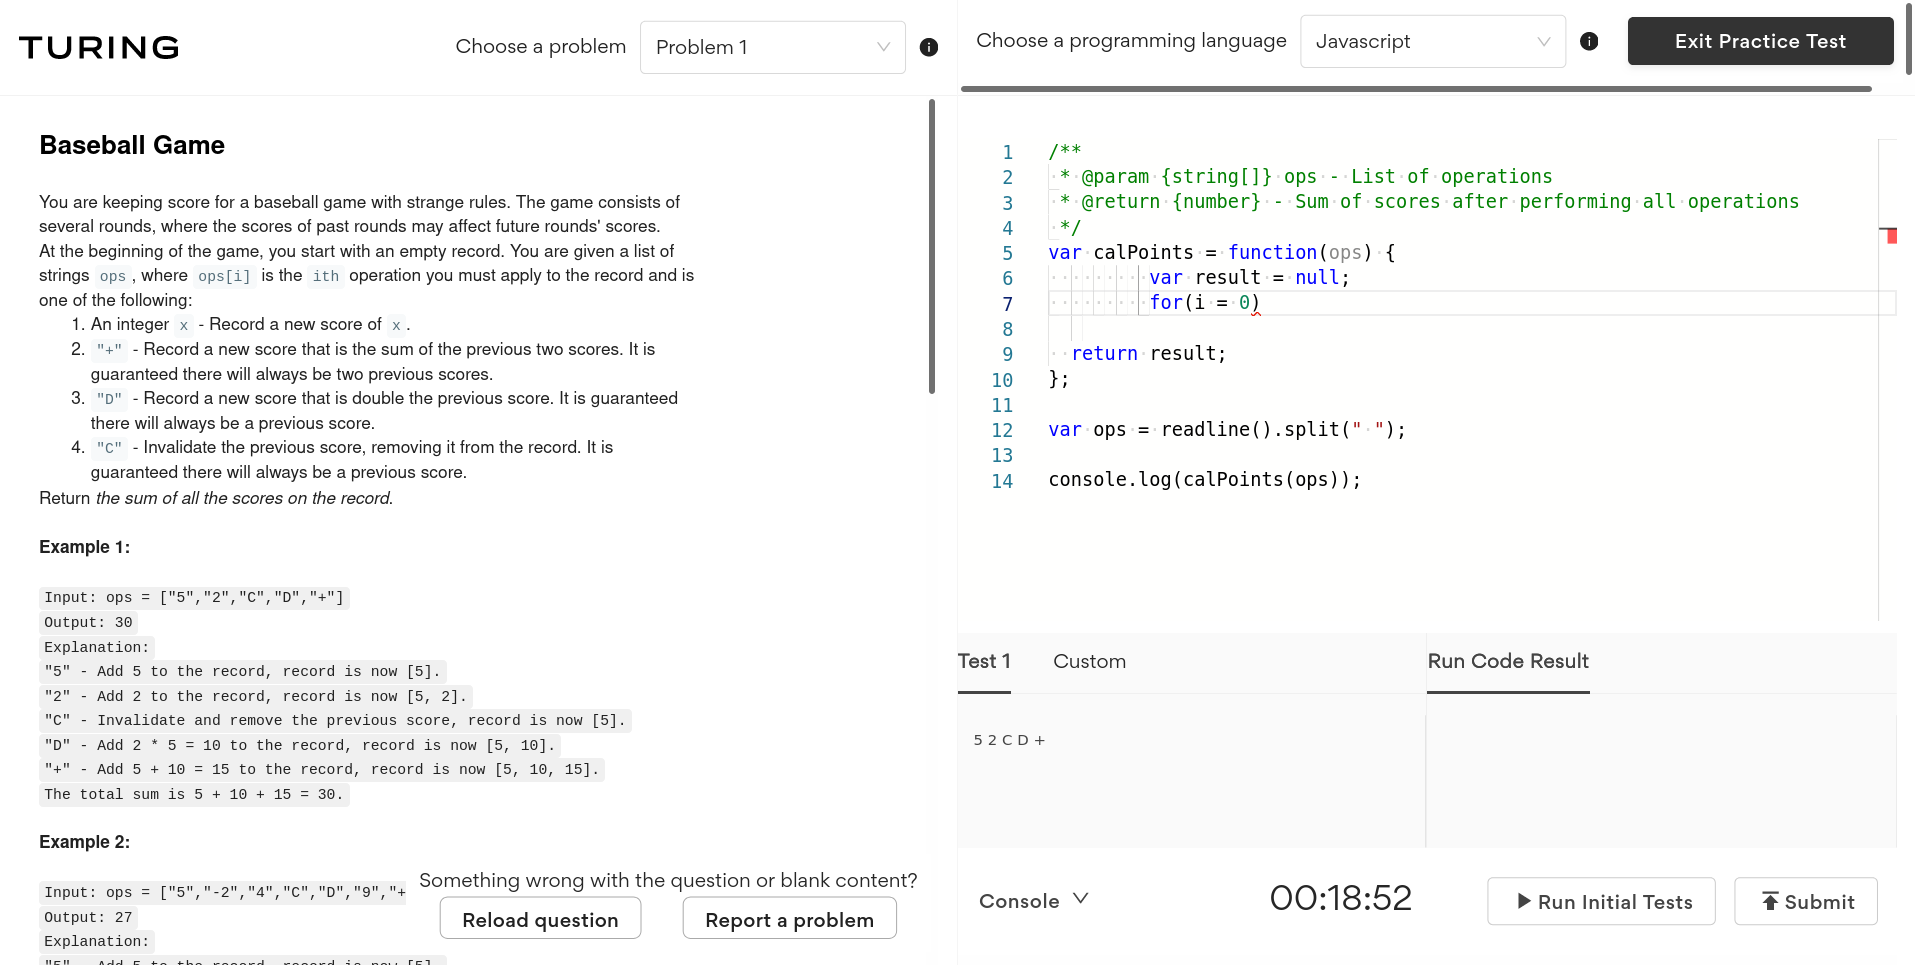 TURING
Choose a problem
Problem 1
Choose a programming language
Javascript
Exit Practice Test
Baseball Game
You are keeping score for a baseball game with strange rules. The game consists of
several rounds, where the scores of past rounds may affect future rounds' scores.
At the beginning of the game, you start with an empty record. You are given a list of
strings ops , where ops[i] is the ith operation you must apply to the record and is
one of the following:
1. An integer x - Record a new score of x .
2. "+" - Record a new score that is the sum of the previous two scores. It is
guaranteed there will always be two previous scores.
3. "D" - Record a new score that is double the previous score. It is guaranteed
there will always be a previous score.
4. "C" - Invalidate the previous score, removing it from the record. It is
guaranteed there will always be a previous score.
Return the sum of all the scores on the record.
Example 1:
Input: ops = ["5","2","C","D","+"]
Output: 30
Explanation:
"5" - Add 5 to the record, record is now [5].
"2" - Add 2 to the record, record is now [5, 2].
"C" - Invalidate and remove the previous score, record is now [5].
"D" - Add 2 * 5 = 10 to the record, record is now [5, 10].
"+" - Add 5 + 10 = 15 to the record, record is now [5, 10, 15].
The total sum is 5 + 10 + 15 = 30.
Example 2:
Input: ops = ["5","-2","4","C","D","9","+
Output: 27
Explanation:
"5" - Add 5 to the record, record is now [5].
Something wrong with the question or blank content?
Reload question
Report a problem
1 /**
2 * @param {string[]} ops - List of operations
3 * @return {number} - Sum of scores after performing all operations
4 */
5 var calPoints = function(ops) {
6 var result = null;
7 for(i = 0)
8
9 return result;
10 };
11
12 var ops = readline().split(" ");
13
14 console.log(calPoints(ops));
Test 1
Custom
Run Code Result
5 2 C D +
Console
00:18:52
Run Initial Tests
Submit